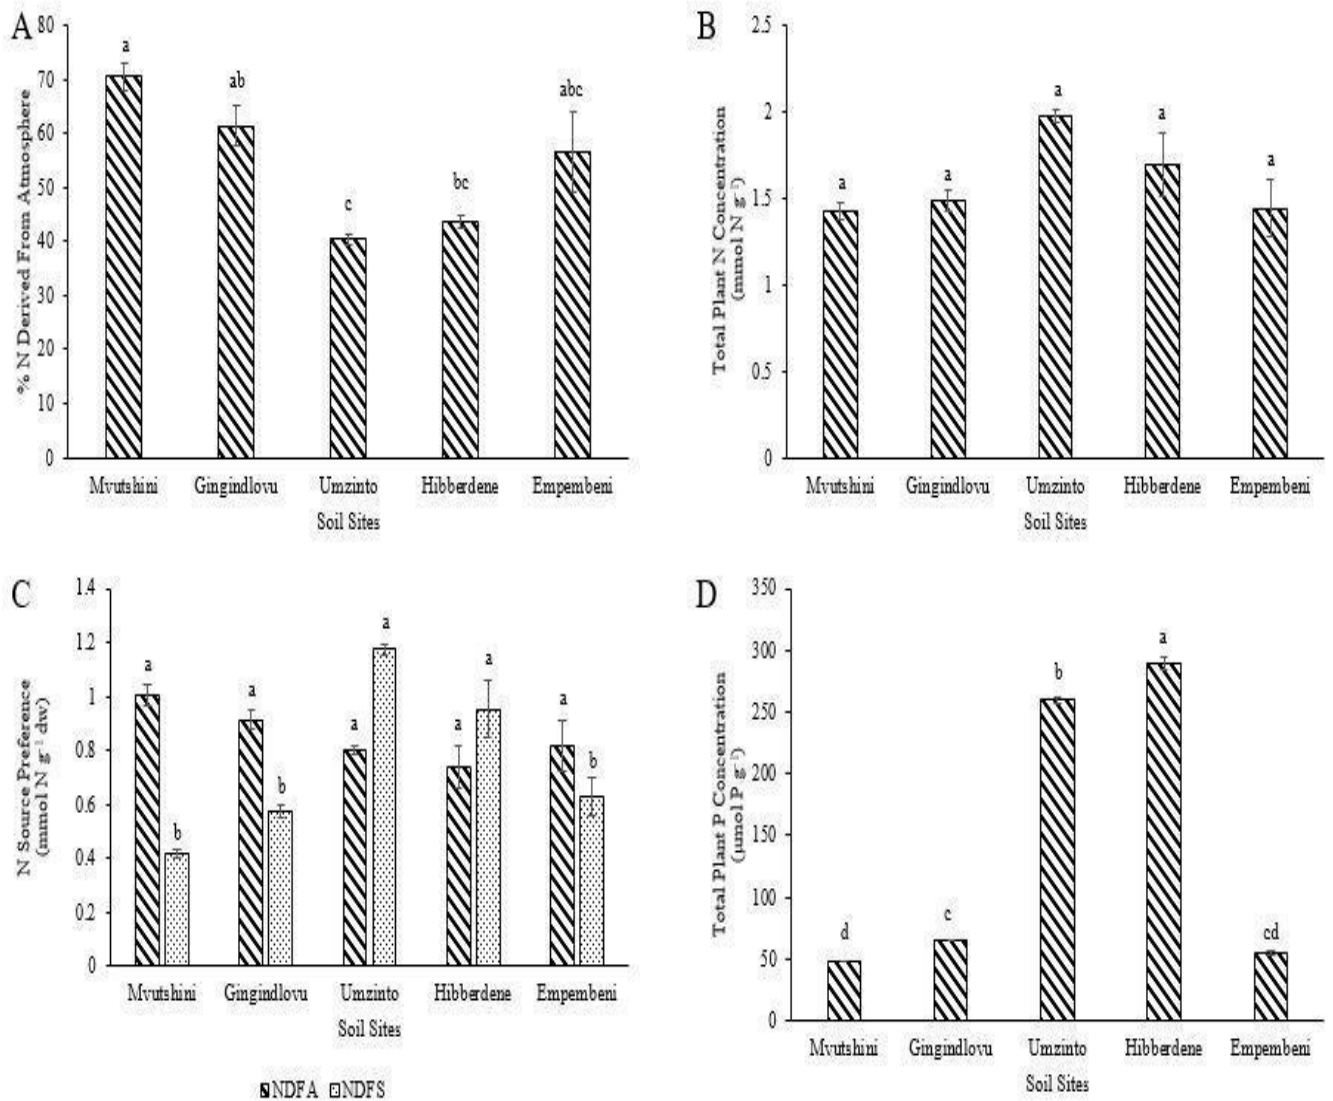 A
80
70
60
50
40
30
20
10
0
% N Derived From Atmosphere
a
ab
c
bc
abc
Mvutshini Gingindlovu Umzinto Hibberdene Empembeni
Soil Sites
B
2.5
2
1.5
1
0.5
0
Total Plant N Concentration
(mmol N g⁻¹)
a
a
a
a
a
Mvutshini Gingindlovu Umzinto Hibberdene Empembeni
Soil Sites
C
1.4
1.2
1
0.8
0.6
0.4
0.2
0
N Source Preference
(mmol N g⁻¹ dw)
a
b
a
b
a
a
a
a
a
b
Mvutshini Gingindlovu Umzinto Hibberdene Empembeni
Soil Sites
NDFA NDFS
D
350
300
250
200
150
100
50
0
Total Plant P Concentration
(µmol P g⁻¹)
d
c
b
a
cd
Mvutshini Gingindlovu Umzinto Hibberdene Empembeni
Soil Sites